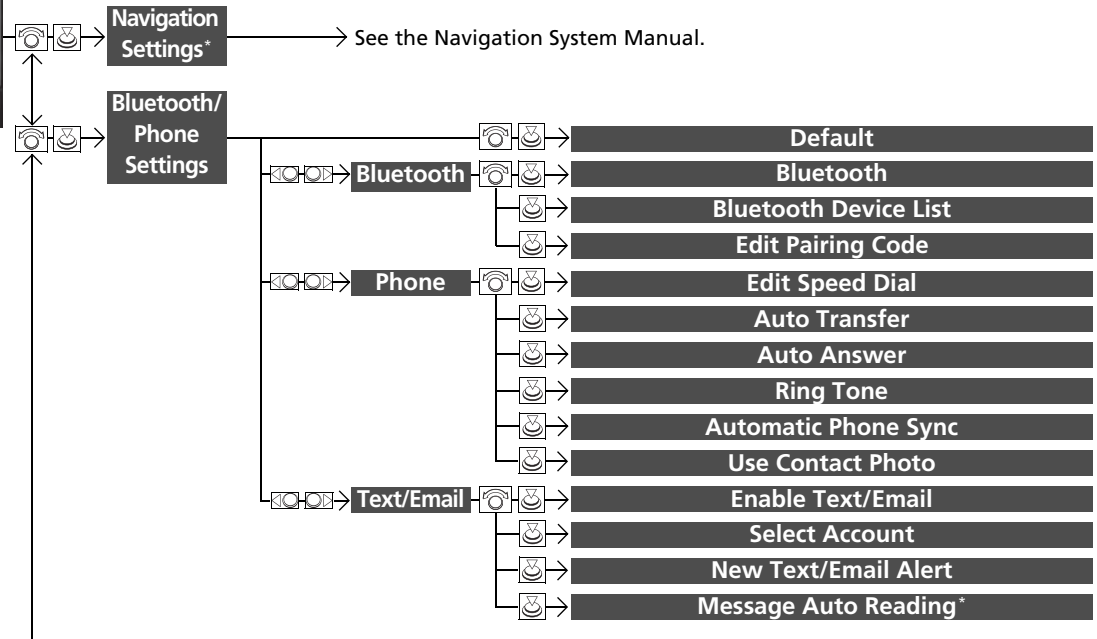 Navigation
Settings*
See the Navigation System Manual.
Bluetooth/
Phone
Settings
Default
Bluetooth
Bluetooth
Bluetooth Device List
Edit Pairing Code
Phone
Edit Speed Dial
Auto Transfer
Auto Answer
Ring Tone
Automatic Phone Sync
Use Contact Photo
Text/Email
Enable Text/Email
Select Account
New Text/Email Alert
Message Auto Reading*